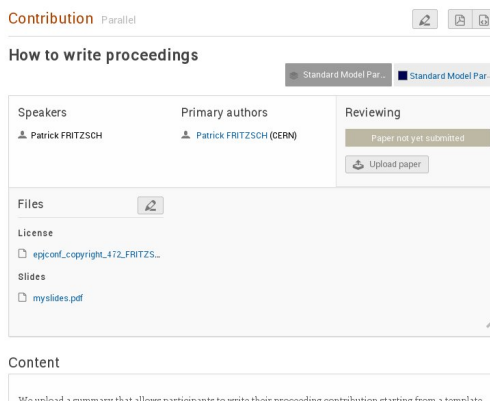 Contribution Parallel
How to write proceedings
Standard Model Par... Standard Model Par
Speakers Primary authors Reviewing
Patrick FRITZSCH Patrick FRITZSCH (CERN) Paper not yet submitted
Upload paper
Files
License
epjconf_copyright_472_FRITZS...
Slides
myslides.pdf
Content
We upload a summary that allows participants to write their proceeding contribution starting from a template